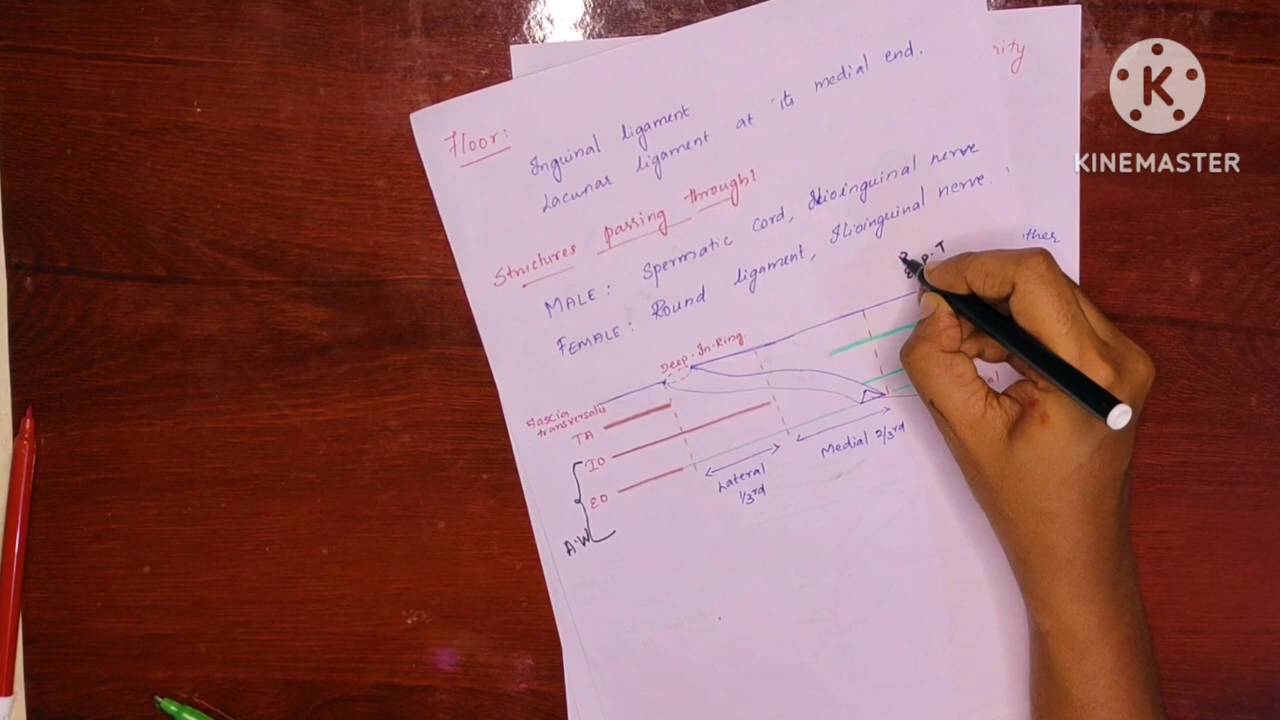 Floor:
Inguinal ligament
Lacunar ligament at its medial end.
Structures passing through:
MALE: Spermatic cord, Ilioinguinal nerve
FEMALE: Round ligament, Ilioinguinal nerve.
Deep.In.Ring.
Fascia
transversalis
TA
IO
EO
A.W
Lateral
1/3rd
Medial 2/3rd
P.T
KINEMASTER